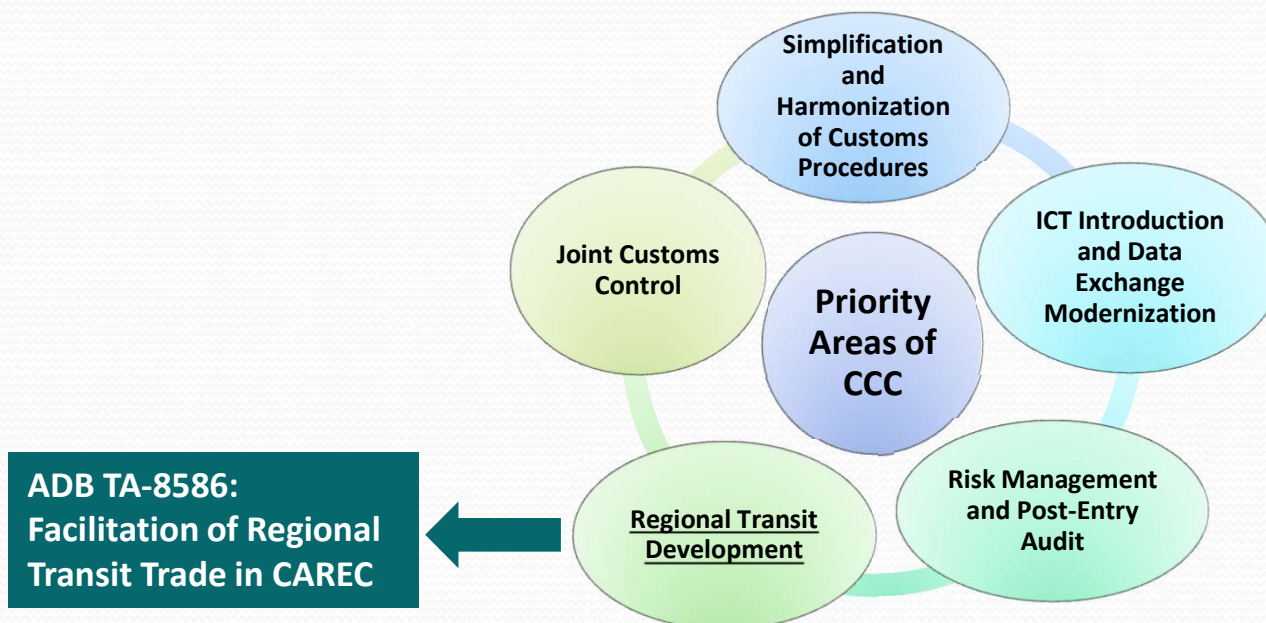 Simplification
and
Harmonization
of Customs
Procedures
ICT Introduction
and Data
Exchange
Modernization
Joint Customs
Control
Priority
Areas of
CCC
Risk Management
and Post-Entry
Audit
Regional Transit
Development
ADB TA-8586:
Facilitation of Regional
Transit Trade in CAREC